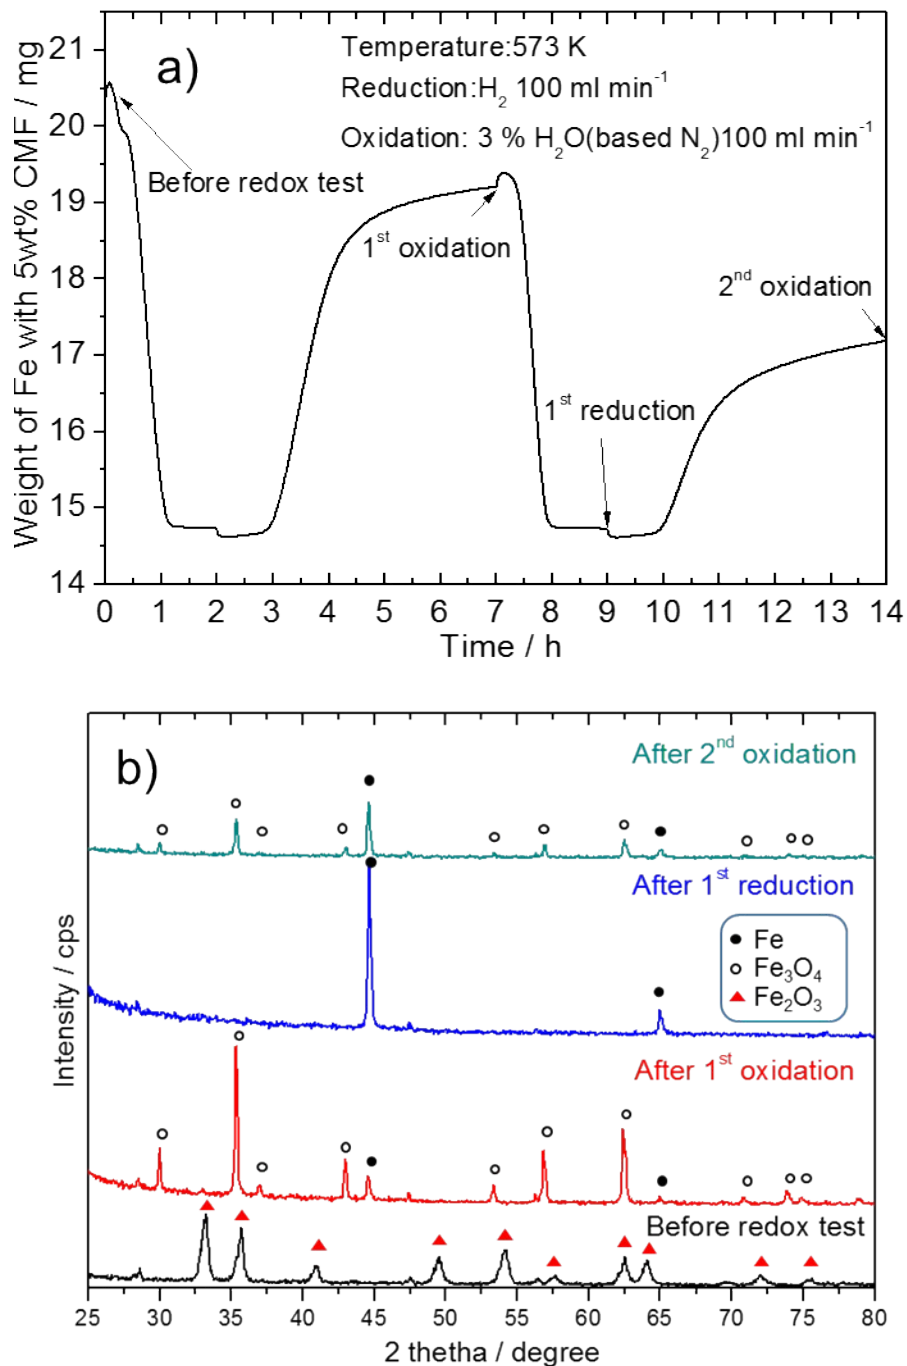 a)
Temperature:573 K
Reduction:H₂ 100 ml min⁻¹
Oxidation: 3 % H₂O(based N₂)100 ml min⁻¹
Before redox test
1ˢᵗ oxidation
2ⁿᵈ oxidation
1ˢᵗ reduction
Weight of Fe with 5wt% CMF / mg
21
20
19
18
17
16
15
14
0 1 2 3 4 5 6 7 8 9 10 11 12 13 14
Time / h
b)
After 2ⁿᵈ oxidation
After 1ˢᵗ reduction
Fe
Fe₃O₄
Fe₂O₃
After 1ˢᵗ oxidation
Before redox test
Intensity / cps
25 30 35 40 45 50 55 60 65 70 75 80
2 thetha / degree